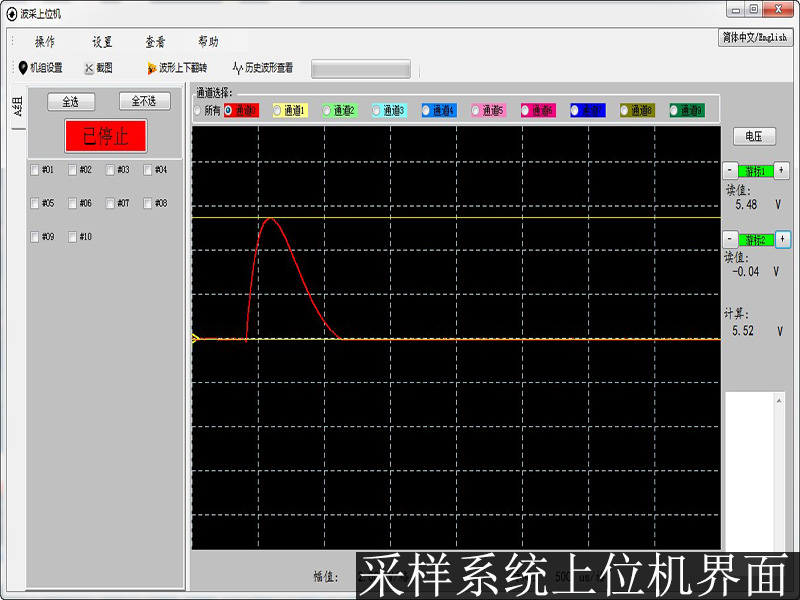 波采上位机
操作 设置 查看 帮助
简体中文/English
机组设置 截图 波形上下翻转 历史波形查看
A组
全选 全不选
已停止
#01 #02 #03 #04
#05 #06 #07 #08
#09 #10
通道选择:
所有 通道0 通道1 通道2 通道3 通道4 通道5 通道6 通道7 通道8 通道9
电压
- 游标1 +
读值:
5.48 V
- 游标2 +
读值:
-0.04 V
计算:
5.52 V
幅值:
采样系统上位机界面